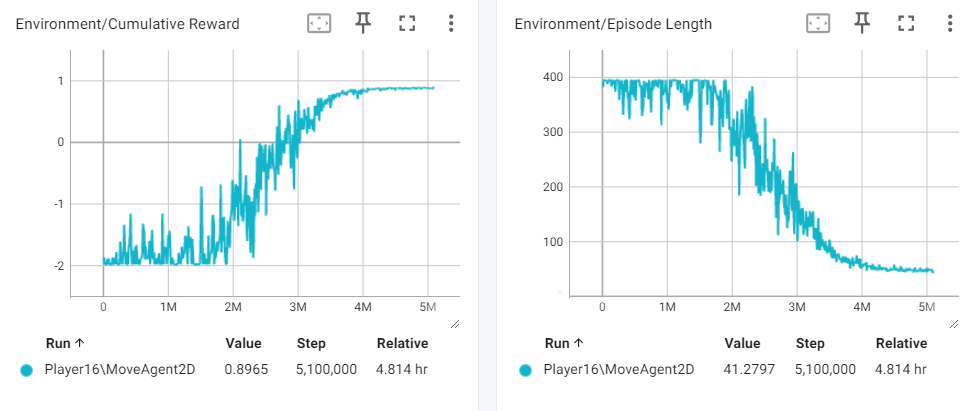 Environment/Cumulative Reward
1
0
-1
-2
0 1M 2M 3M 4M 5M
Run ↑ Value Step Relative
Player16\MoveAgent2D 0.8965 5,100,000 4.814 hr
Environment/Episode Length
400
300
200
100
0 1M 2M 3M 4M 5M
Run ↑ Value Step Relative
Player16\MoveAgent2D 41.2797 5,100,000 4.814 hr